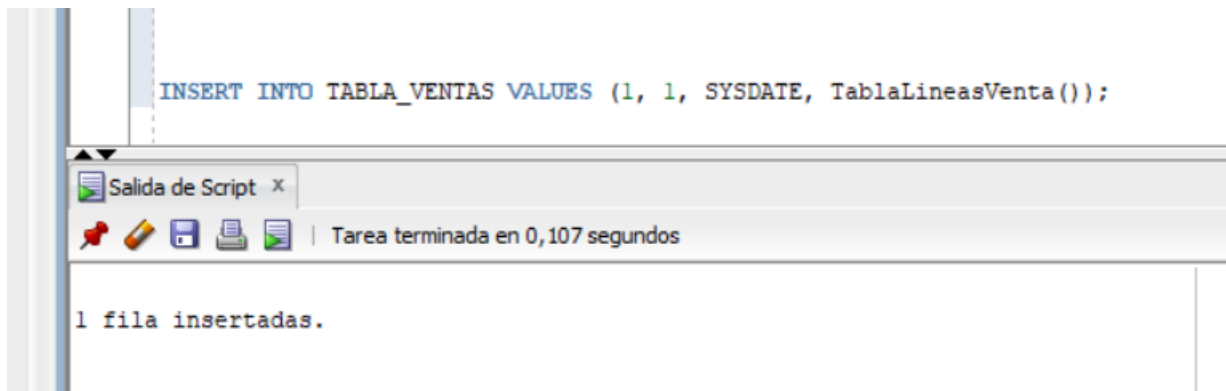 INSERT INTO TABLA_VENTAS VALUES (1, 1, SYSDATE, TablaLineasVenta());
Salida de Script x
Tarea terminada en 0,107 segundos
1 fila insertadas.